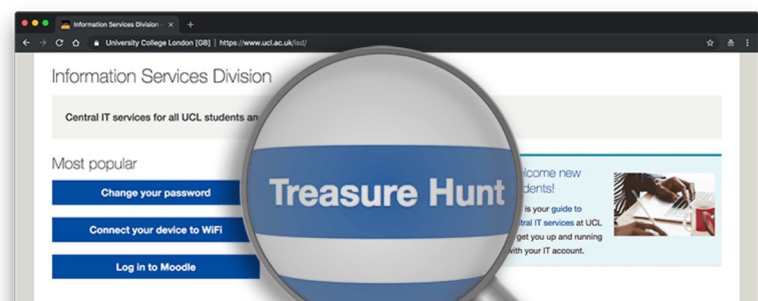 Information Services Division -
University College London [GB] | https://www.ucl.ac.uk/isd/
Information Services Division
Central IT services for all UCL students an
Most popular
Change your password
Connect your device to WiFi
Log in to Moodle
Treasure Hunt
lcome new
dents!
is your guide to
tral IT services at UCL
get you up and running
with your IT account.